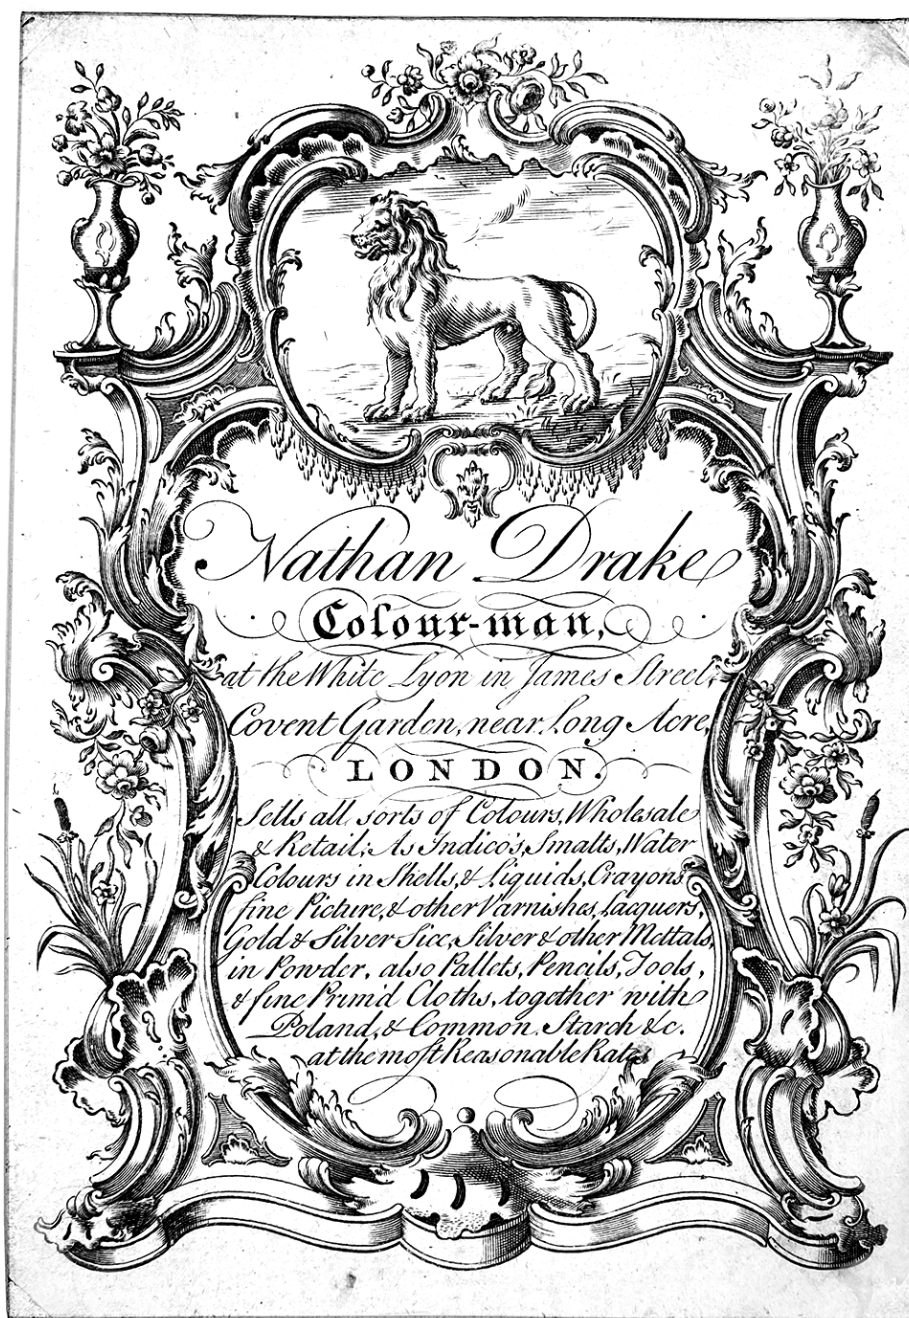 Nathan Drake
Colour-man,
at the White Lyon in James Street,
Covent Garden, near Long Acre,
LONDON.
Sells all sorts of Colours, Wholesale
& Retail; As Indico's, Smalts, Water
Colours in Shells, & Liquids, Crayons
fine Picture, & other Varnishes, Lacquers,
Gold & Silver Sice, Silver & other Mettals,
in Powder, also Pallets, Pencils, Tools,
& fine Prim'd Cloths, together with
Poland, & Common Starch &c.
at the most Reasonable Rates